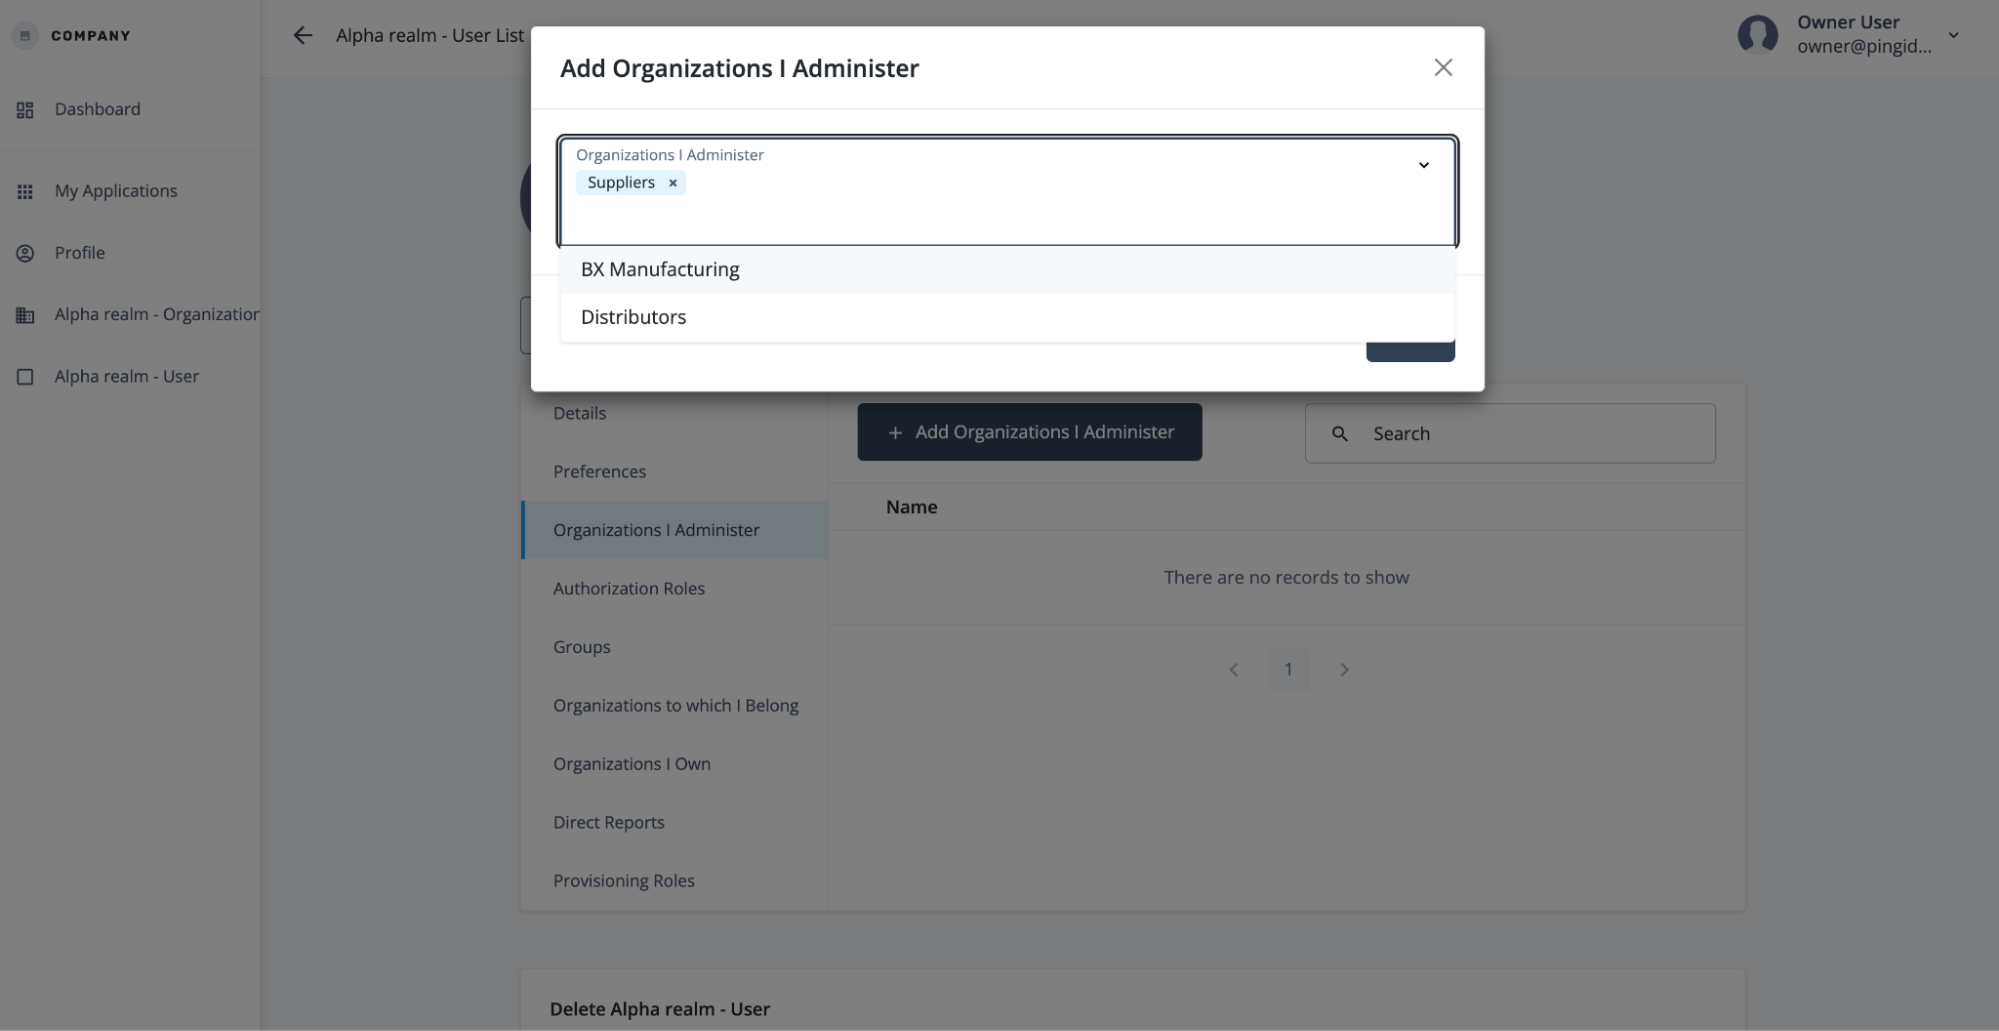 COMPANY
Alpha realm - User List
Owner User
owner@pingid...
Dashboard
My Applications
Profile
Alpha realm - Organization
Alpha realm - User
Add Organizations I Administer
Organizations I Administer
Suppliers ×
BX Manufacturing
Distributors
Details
Preferences
Organizations I Administer
Authorization Roles
Groups
Organizations to which I Belong
Organizations I Own
Direct Reports
Provisioning Roles
+ Add Organizations I Administer
Search
Name
There are no records to show
1
Delete Alpha realm - User